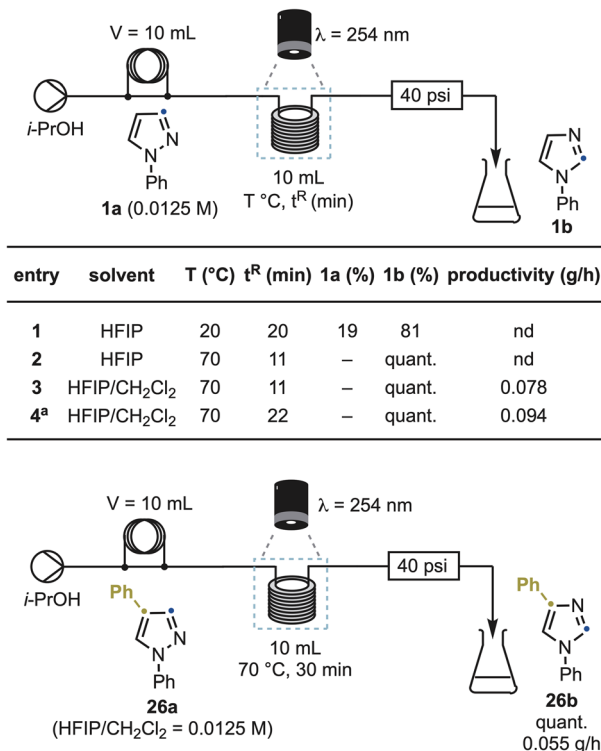 V = 10 mL
λ = 254 nm
40 psi
i-PrOH
N
N
Ph
1a (0.0125 M)
10 mL
T °C, tᴿ (min)
N
N
Ph
1b
entry solvent T (°C) tᴿ (min) 1a (%) 1b (%) productivity (g/h)
1 HFIP 20 20 19 81 nd
2 HFIP 70 11 – quant. nd
3 HFIP/CH₂Cl₂ 70 11 – quant. 0.078
4ᵃ HFIP/CH₂Cl₂ 70 22 – quant. 0.094
V = 10 mL
λ = 254 nm
40 psi
i-PrOH
Ph
N
N
Ph
26a
(HFIP/CH₂Cl₂ = 0.0125 M)
10 mL
70 °C, 30 min
Ph
N
N
Ph
26b
quant.
0.055 g/h